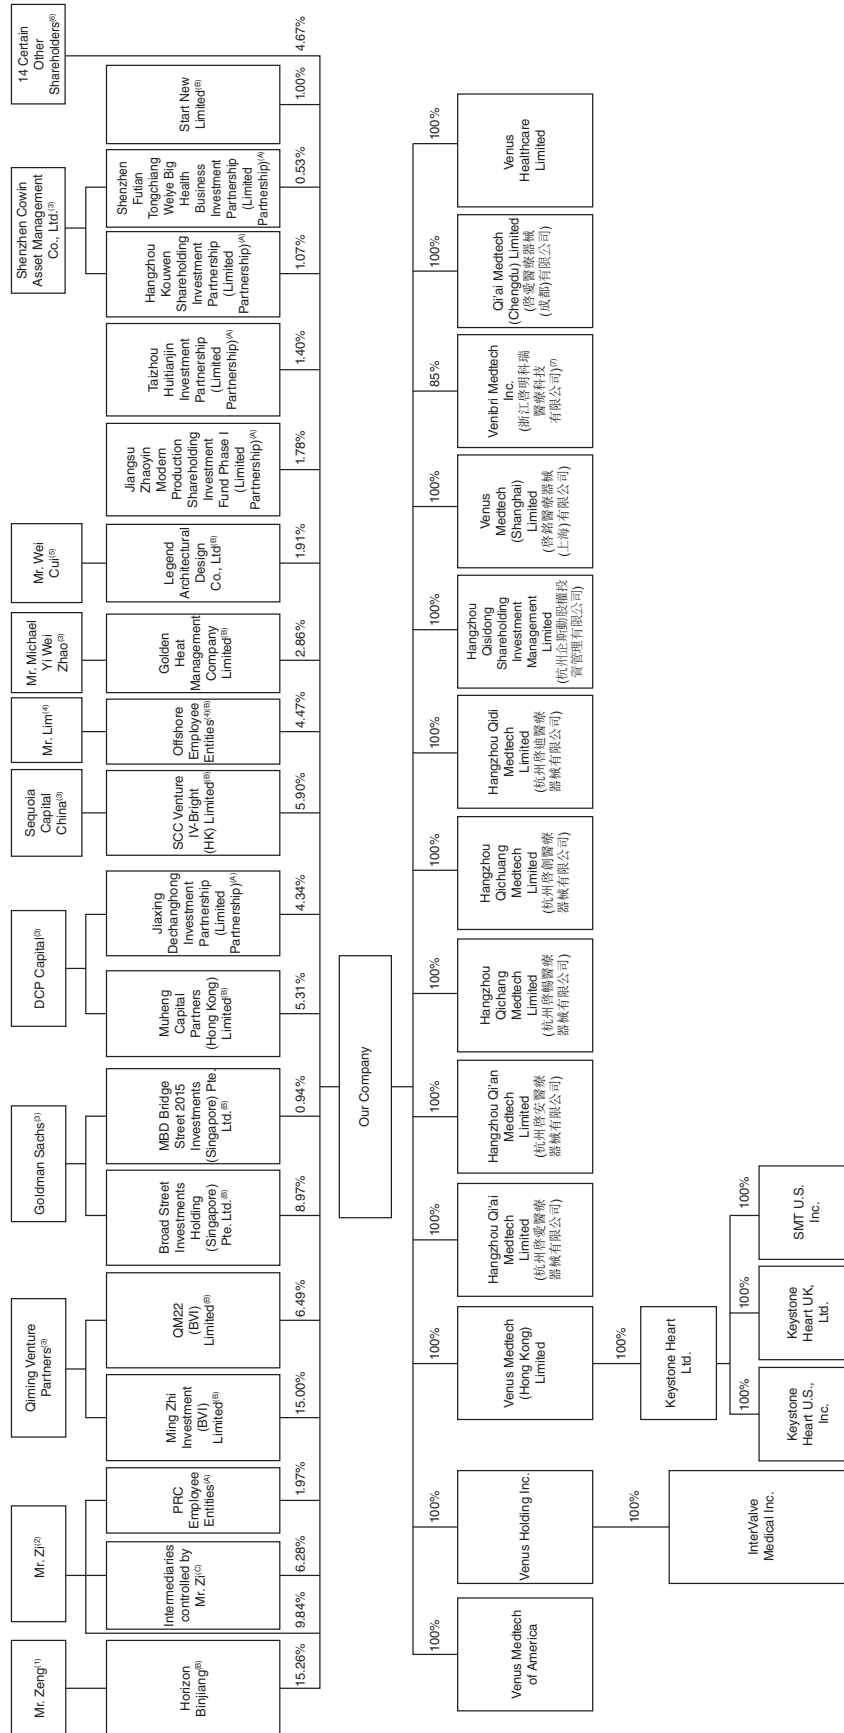 Mr. Zeng(1)
Mr. Zi(2)
Qiming Venture
Partners(3)
Goldman Sachs(3)
DCP Capital(3)
Sequoia
Capital
China(3)
Mr. Lim(4)
Mr. Michael
Yi Wei
Zhao(3)
Mr. Wei
Cui(5)
Shenzhen Cowin
Asset Management
Co., Ltd.(3)
14 Certain
Other
Shareholders(6)
Horizon
Binjiang(B)
Intermediaries
controlled by
Mr. Zi(C)
PRC
Employee
Entities(A)
Ming Zhi
Investment
(BVI)
Limited(B)
QM22
(BVI)
Limited(B)
Broad Street
Investments
Holding
(Singapore)
Pte. Ltd.(B)
MBD Bridge
Street 2015
Investments
(Singapore) Pte.
Ltd.(B)
Muheng
Capital
Partners
(Hong Kong)
Limited(B)
Jiaxing
Dechanghong
Investment
Partnership
(Limited
Partnership)(A)
SCC Venture
IV-Bright
(HK) Limited(B)
Offshore
Employee
Entities(4)(B)
Golden
Heat
Management
Company
Limited(B)
Legend
Architectural
Design
Co., Ltd(B)
Jiangsu
Zhaoyin
Modern
Production
Shareholding
Investment
Fund Phase I
(Limited
Partnership)(A)
Taizhou
Huitianjin
Investment
Partnership
(Limited
Partnership)(A)
Hangzhou
Kouwen
Shareholding
Investment
Partnership
(Limited
Partnership)(A)
Shenzhen
Futian
Tongchiang
Weiye Big
Health
Business
Investment
Partnership
(Limited
Partnership)(A)
Start New
Limited(B)
15.26%
9.84%
6.28%
1.97%
15.00%
6.49%
8.97%
0.94%
5.31%
4.34%
5.90%
4.47%
2.86%
1.91%
1.78%
1.40%
1.07%
0.53%
1.00%
4.67%
Our Company
100%
100%
100%
100%
100%
100%
100%
100%
100%
100%
85%
100%
100%
Venus Medtech
of America
Venus Holding Inc.
Venus Medtech
(Hong Kong)
Limited
Hangzhou Qi'ai
Medtech
Limited
(杭州啓愛醫療
器械有限公司)
Hangzhou Qi'an
Medtech
Limited
(杭州啓安醫療
器械有限公司)
Hangzhou
Qichang
Medtech
Limited
(杭州啓暢醫療
器械有限公司)
Hangzhou
Qichuang
Medtech
Limited
(杭州啓創醫療
器械有限公司)
Hangzhou Qidi
Medtech
Limited
(杭州啓迪醫療
器械有限公司)
Hangzhou
Qisidong
Shareholding
Investment
Management
Limited
(杭州企斯動股權投
資管理有限公司)
Venus
Medtech
(Shanghai)
Limited
(啓銘醫療器械
(上海)有限公司)
Venibri Medtech
Inc.
(浙江啓明科瑞
醫療科技
有限公司)(7)
Qi'ai Medtech
(Chengdu) Limited
(啓愛醫療器械
(成都)有限公司)
Venus
Healthcare
Limited
100%
100%
InterValve
Medical Inc.
Keystone Heart
Ltd.
100%
100%
100%
Keystone
Heart U.S.,
Inc.
Keystone
Heart UK,
Ltd.
SMT U.S.
Inc.